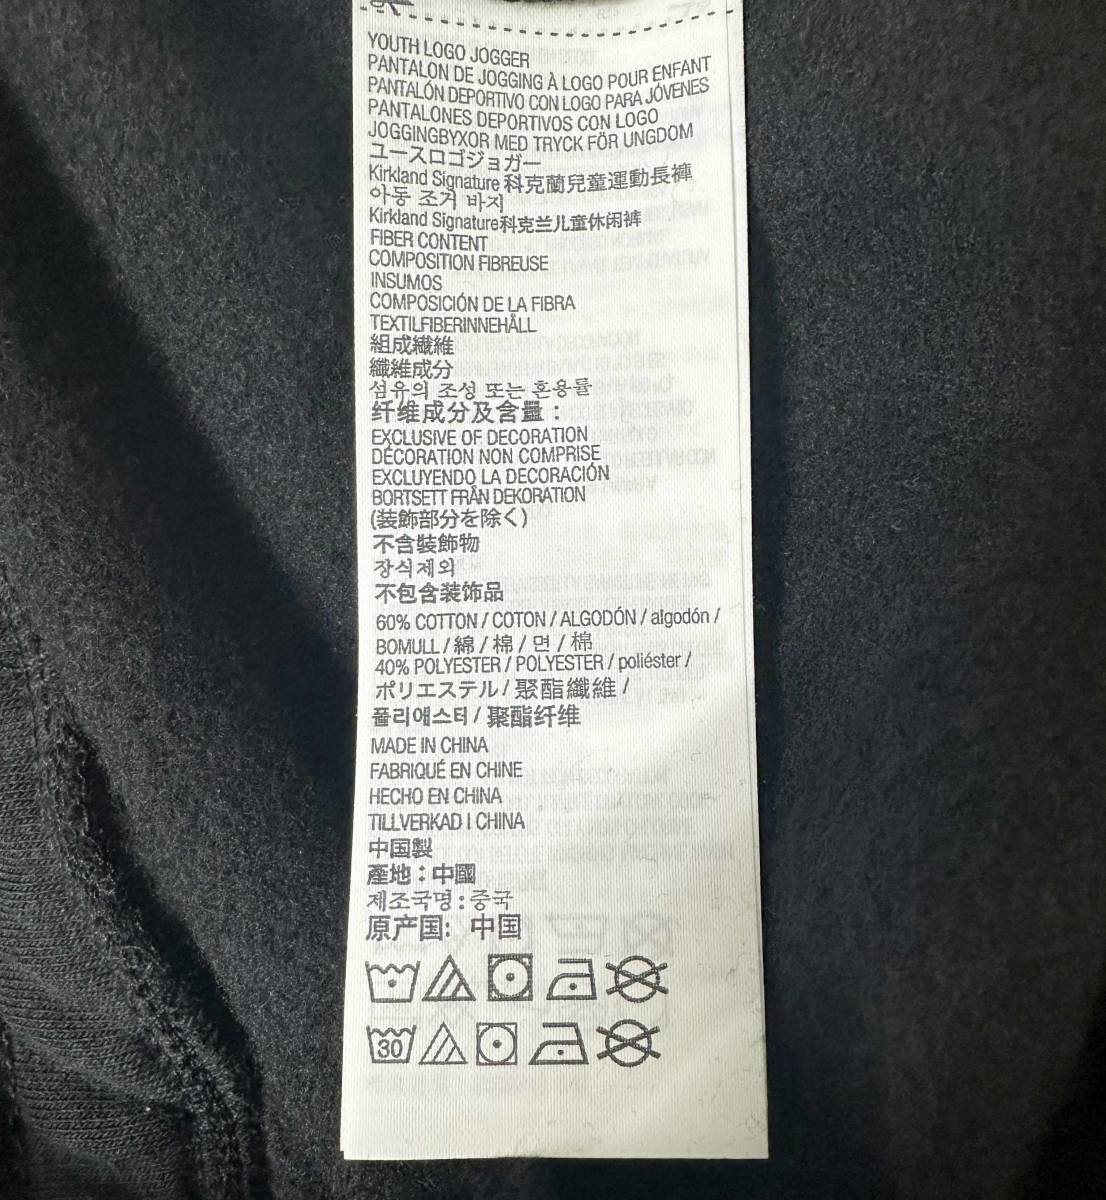 YOUTH LOGO JOGGER
PANTALON DE JOGGING À LOGO POUR ENFANT
PANTALÓN DEPORTIVO CON LOGO PARA JÓVENES
PANTALONES DEPORTIVOS CON LOGO
JOGGINGBYXOR MED TRYCK FÖR UNGDOM
ユースロゴジョガー
Kirkland Signature 科克蘭兒童運動長褲
아동 조거 바지
Kirkland Signature科克兰儿童休闲裤
FIBER CONTENT
COMPOSITION FIBREUSE
INSUMOS
COMPOSICIÓN DE LA FIBRA
TEXTILFIBERINNEHÅLL
組成繊維
纖維成分
섬유의 조성 또는 혼용률
纤维成分及含量：
EXCLUSIVE OF DECORATION
DÉCORATION NON COMPRISE
EXCLUYENDO LA DECORACIÓN
BORTSETT FRÅN DEKORATION
(装飾部分を除く)
不含裝飾物
장식제외
不包含装饰品
60% COTTON / COTON / ALGODÓN / algodón /
BOMULL / 綿 / 棉 / 면 / 棉
40% POLYESTER / POLYESTER / poliéster /
ポリエステル / 聚酯纖維 /
폴리에스터 / 聚酯纤维
MADE IN CHINA
FABRIQUÉ EN CHINE
HECHO EN CHINA
TILLVERKAD I CHINA
中国製
產地：中國
제조국명 : 중국
原产国: 中国
30